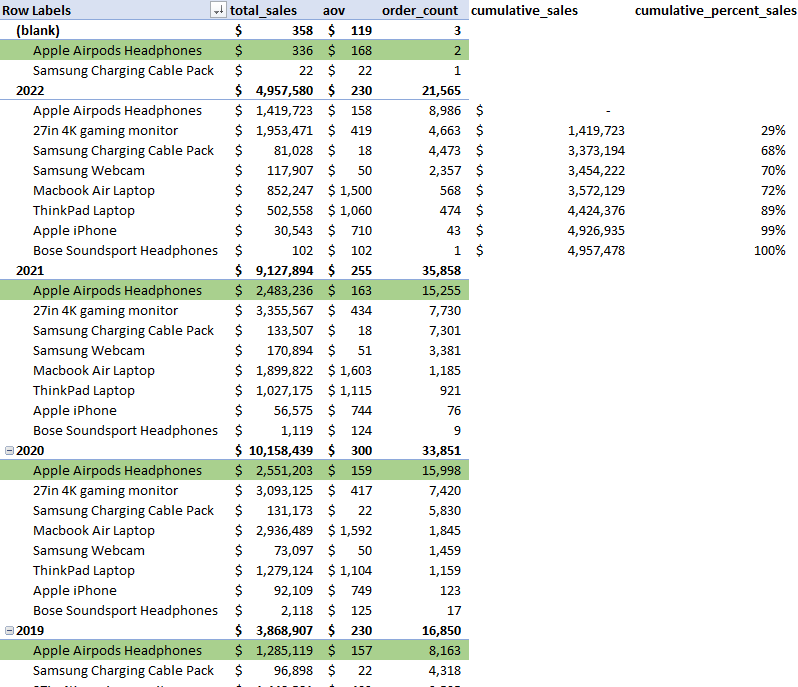 Row Labels total_sales aov order_count cumulative_sales cumulative_percent_sales
(blank) $ 358 $ 119 3
Apple Airpods Headphones $ 336 $ 168 2
Samsung Charging Cable Pack $ 22 $ 22 1
2022 $ 4,957,580 $ 230 21,565
Apple Airpods Headphones $ 1,419,723 $ 158 8,986 $ -
27in 4K gaming monitor $ 1,953,471 $ 419 4,663 $ 1,419,723 29%
Samsung Charging Cable Pack $ 81,028 $ 18 4,473 $ 3,373,194 68%
Samsung Webcam $ 117,907 $ 50 2,357 $ 3,454,222 70%
Macbook Air Laptop $ 852,247 $ 1,500 568 $ 3,572,129 72%
ThinkPad Laptop $ 502,558 $ 1,060 474 $ 4,424,376 89%
Apple iPhone $ 30,543 $ 710 43 $ 4,926,935 99%
Bose Soundsport Headphones $ 102 $ 102 1 $ 4,957,478 100%
2021 $ 9,127,894 $ 255 35,858
Apple Airpods Headphones $ 2,483,236 $ 163 15,255
27in 4K gaming monitor $ 3,355,567 $ 434 7,730
Samsung Charging Cable Pack $ 133,507 $ 18 7,301
Samsung Webcam $ 170,894 $ 51 3,381
Macbook Air Laptop $ 1,899,822 $ 1,603 1,185
ThinkPad Laptop $ 1,027,175 $ 1,115 921
Apple iPhone $ 56,575 $ 744 76
Bose Soundsport Headphones $ 1,119 $ 124 9
2020 $ 10,158,439 $ 300 33,851
Apple Airpods Headphones $ 2,551,203 $ 159 15,998
27in 4K gaming monitor $ 3,093,125 $ 417 7,420
Samsung Charging Cable Pack $ 131,173 $ 22 5,830
Macbook Air Laptop $ 2,936,489 $ 1,592 1,845
Samsung Webcam $ 73,097 $ 50 1,459
ThinkPad Laptop $ 1,279,124 $ 1,104 1,159
Apple iPhone $ 92,109 $ 749 123
Bose Soundsport Headphones $ 2,118 $ 125 17
2019 $ 3,868,907 $ 230 16,850
Apple Airpods Headphones $ 1,285,119 $ 157 8,163
Samsung Charging Cable Pack $ 96,898 $ 22 4,318